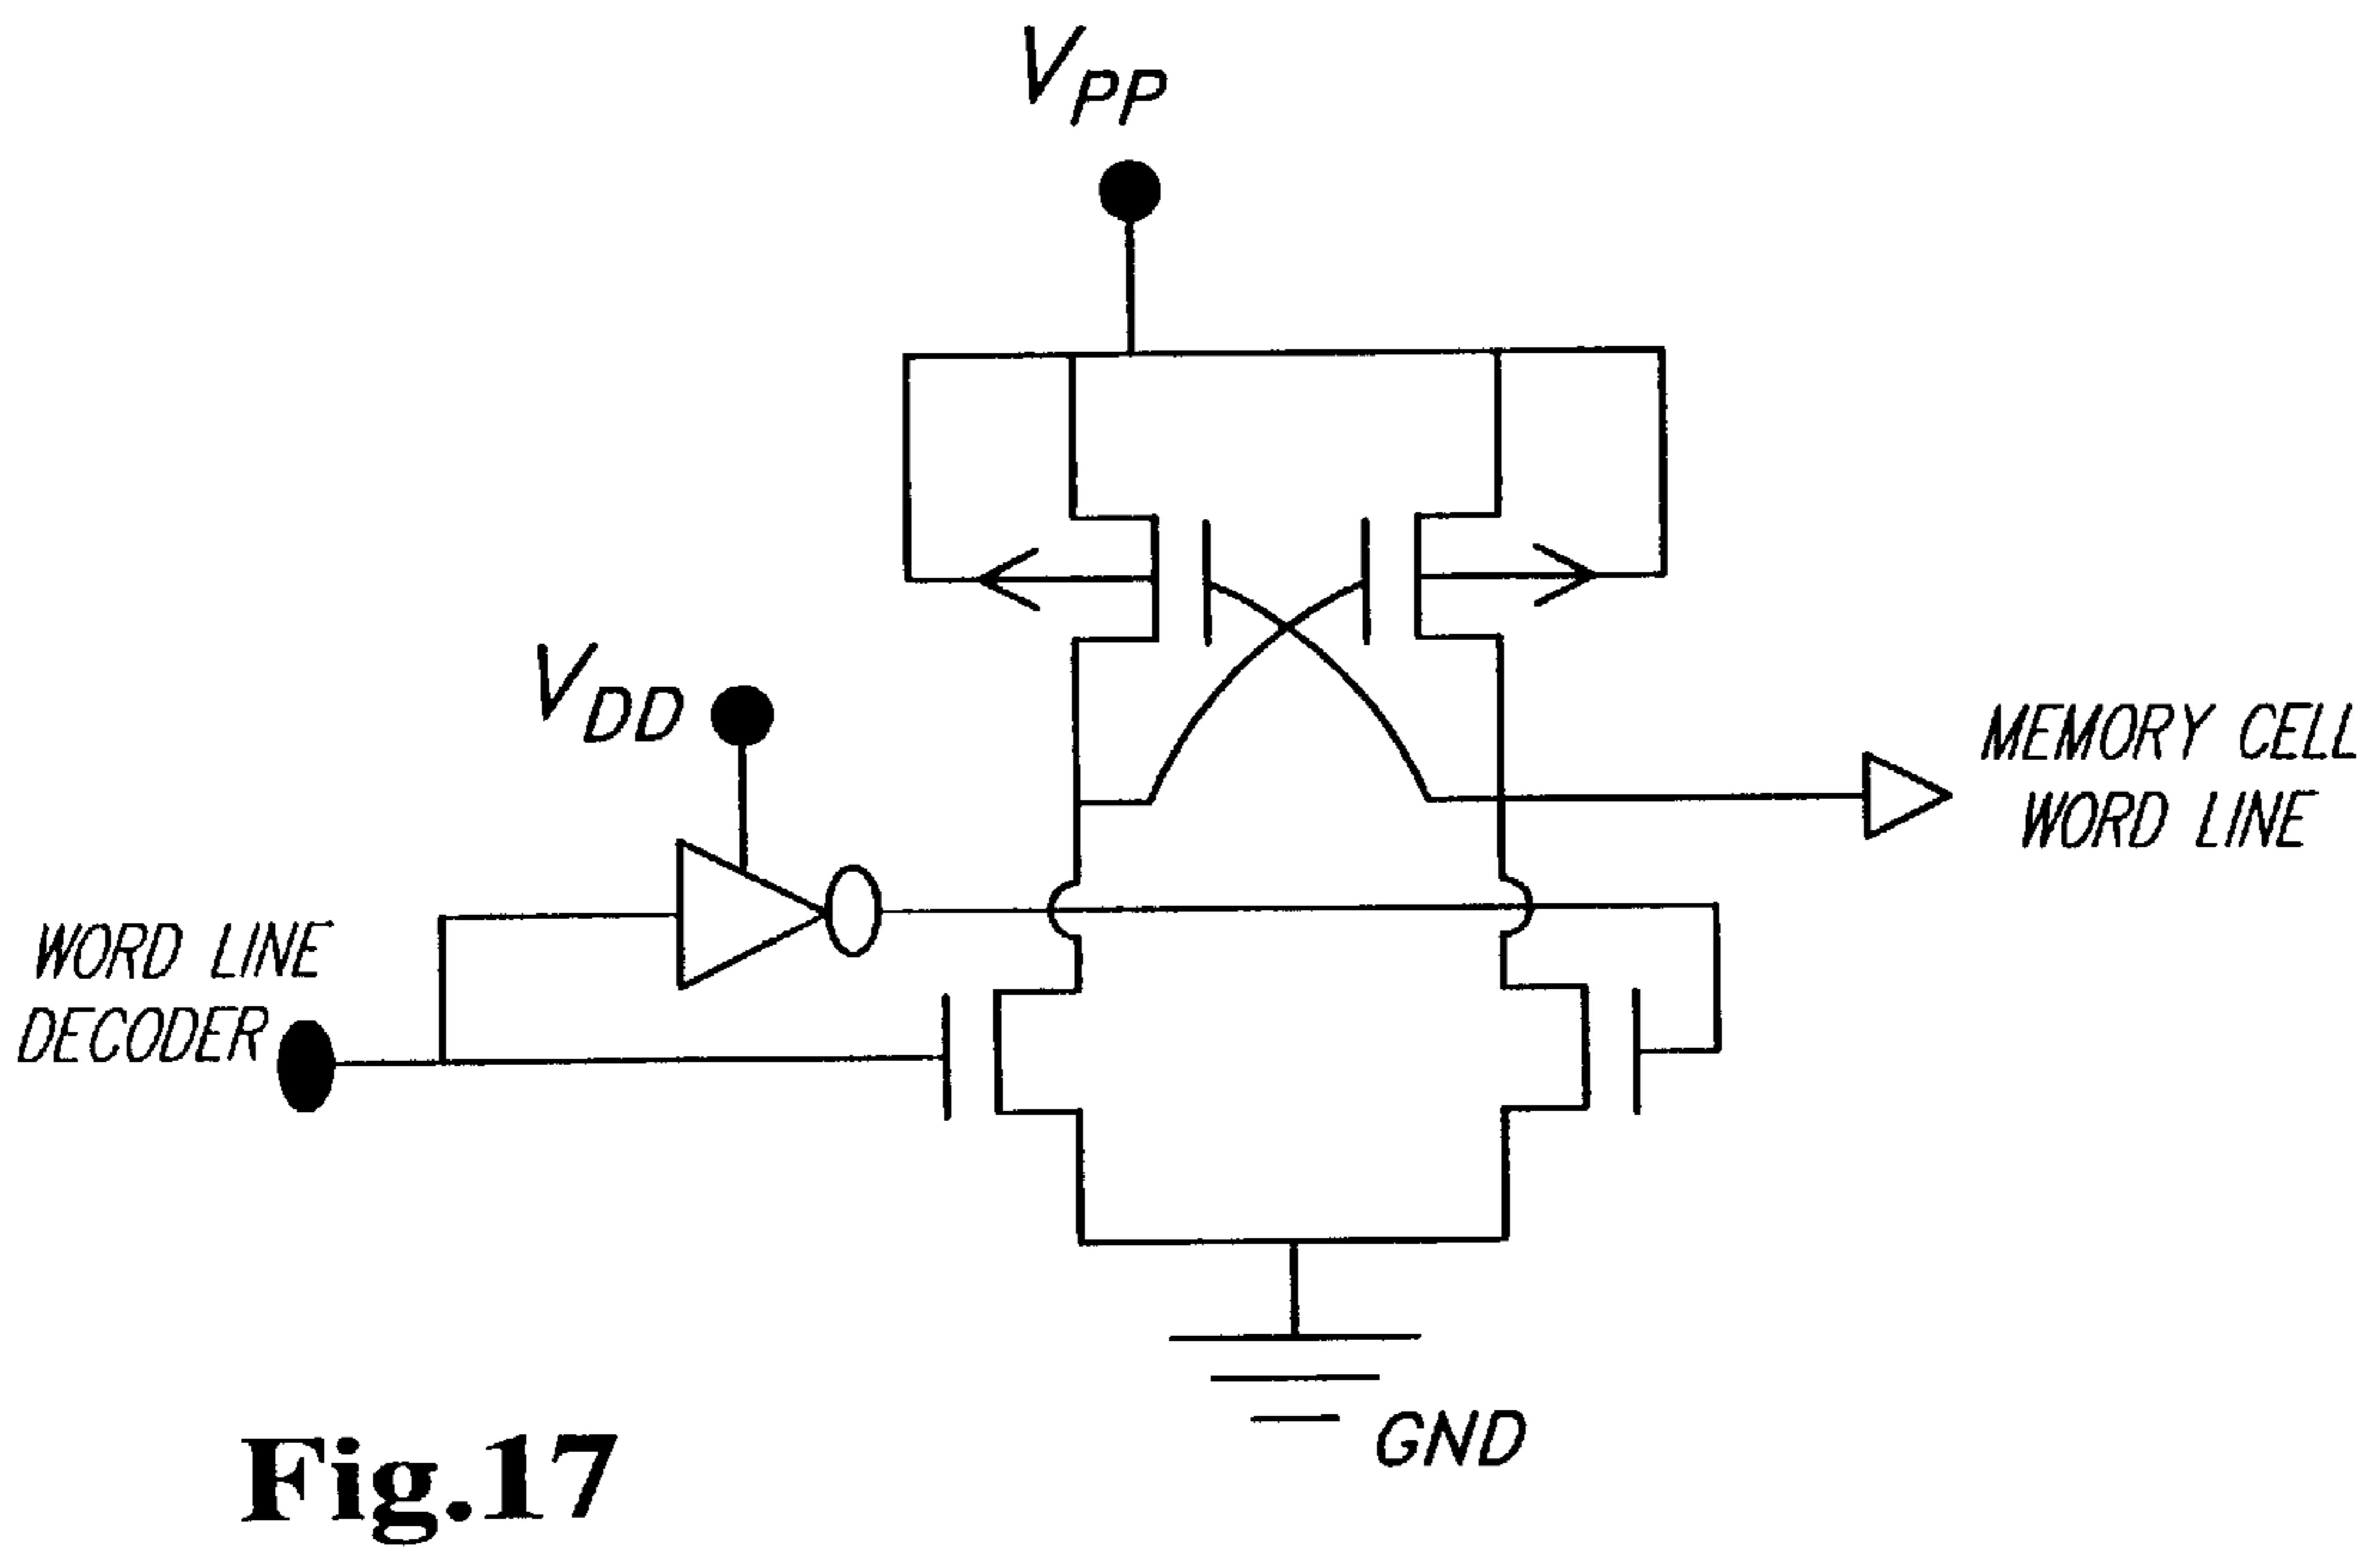 VPP
VDD
MEMORY CELL
WORD LINE
WORD LINE
DECODER
GND
Fig.17